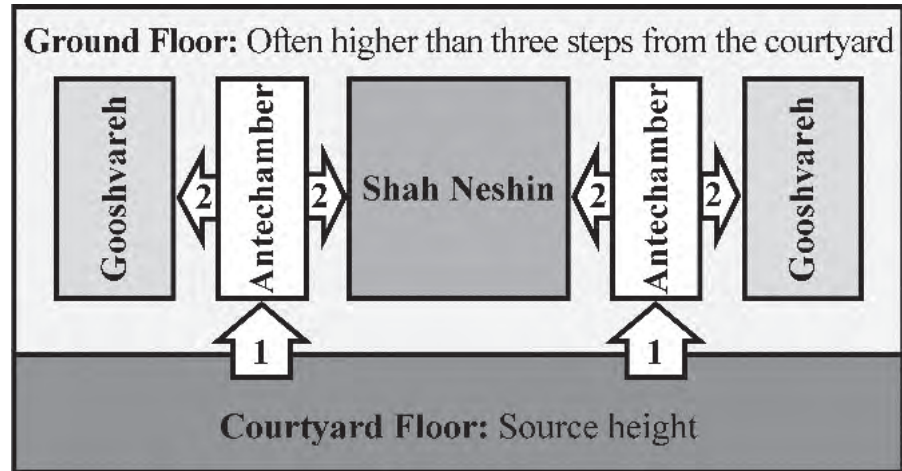 Ground Floor: Often higher than three steps from the courtyard
Gooshvareh
2
Antechamber
2
Shah Neshin
2
Antechamber
2
Gooshvareh
1
1
Courtyard Floor: Source height